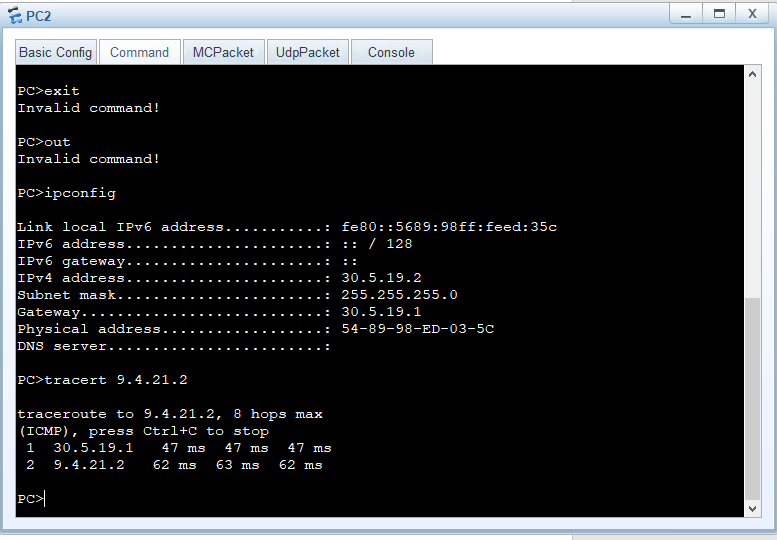 PC2
Basic Config Command MCPacket UdpPacket Console
PC>exit
Invalid command!
PC>out
Invalid command!
PC>ipconfig
Link local IPv6 address...........: fe80::5689:98ff:feed:35c
IPv6 address......................: :: / 128
IPv6 gateway......................: ::
IPv4 address......................: 30.5.19.2
Subnet mask.......................: 255.255.255.0
Gateway...........................: 30.5.19.1
Physical address..................: 54-89-98-ED-03-5C
DNS server........................:
PC>tracert 9.4.21.2
traceroute to 9.4.21.2, 8 hops max
(ICMP), press Ctrl+C to stop
1  30.5.19.1   47 ms  47 ms  47 ms
2  9.4.21.2   62 ms  63 ms  62 ms
PC>